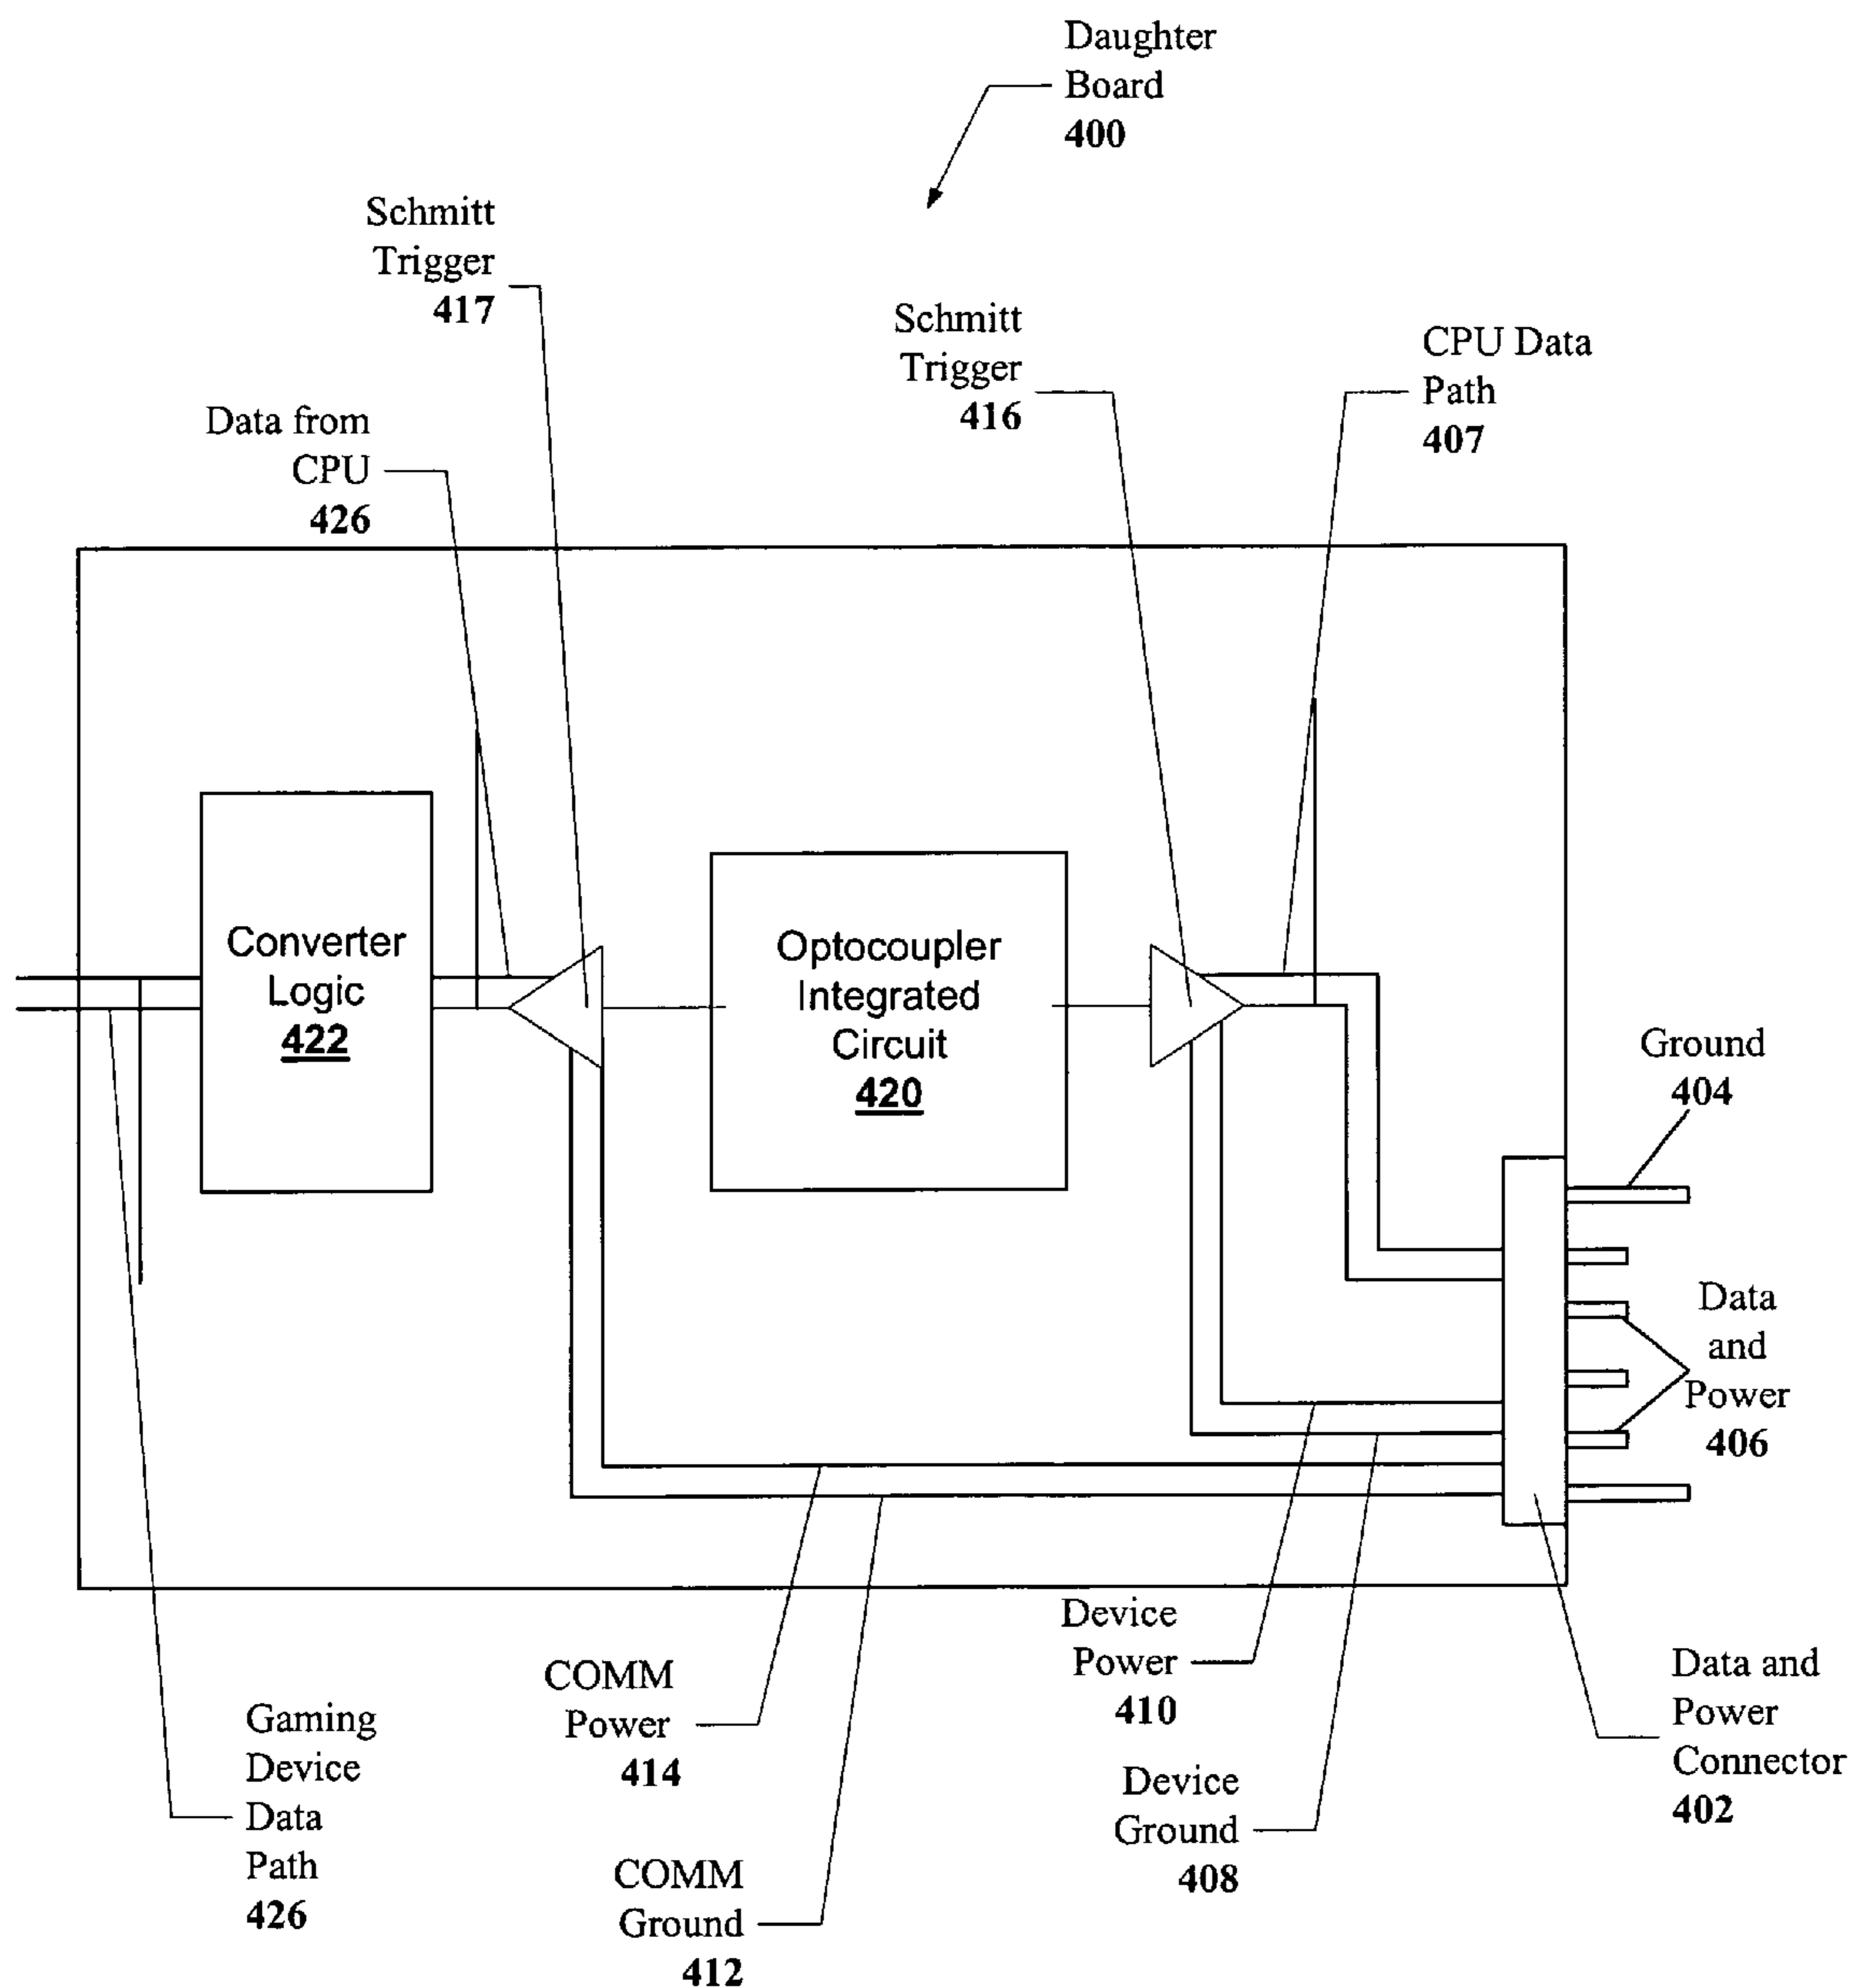 Daughter
Board
400
Schmitt
Trigger
417
Schmitt
Trigger
416
CPU Data
Path
407
Data from
CPU
426
Converter
Logic
422
Optocoupler
Integrated
Circuit
420
Ground
404
Data
and
Power
406
Device
Power
410
COMM
Power
414
Data and
Power
Connector
402
Gaming
Device
Data
Path
426
Device
Ground
408
COMM
Ground
412